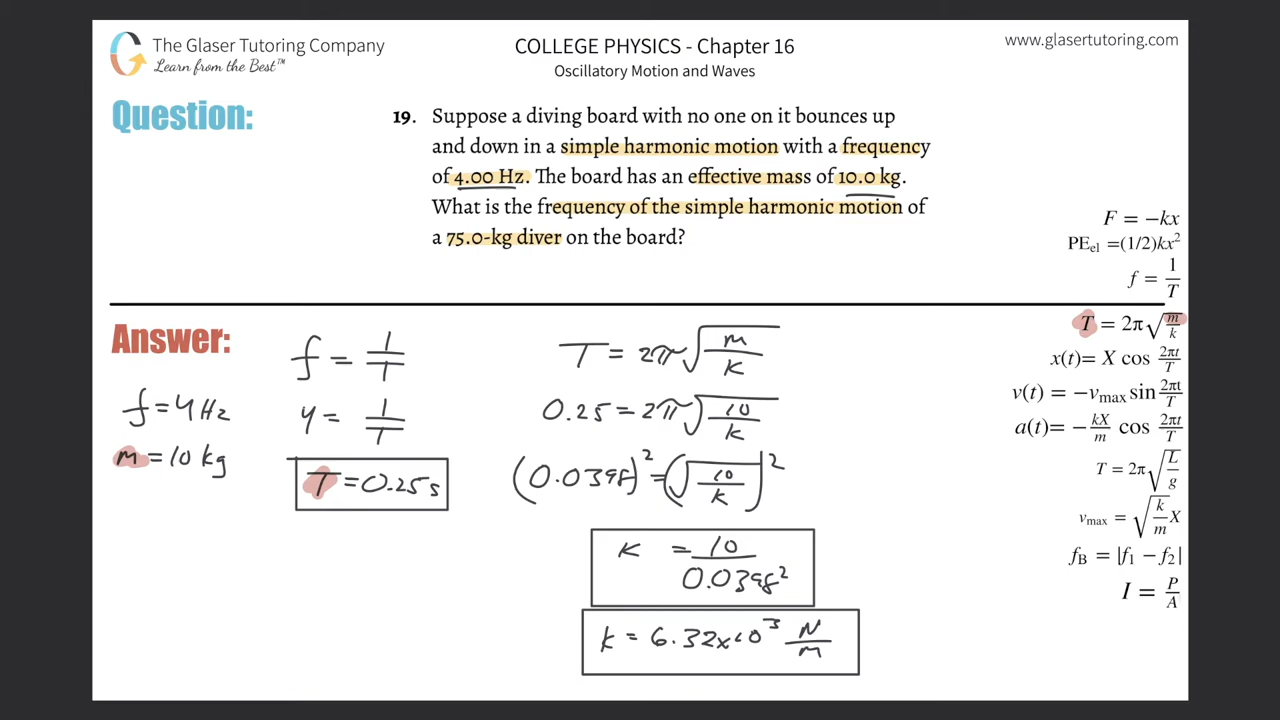 The Glaser Tutoring Company
Learn from the Best™
COLLEGE PHYSICS - Chapter 16
Oscillatory Motion and Waves
www.glasertutoring.com
Question:
19. Suppose a diving board with no one on it bounces up
and down in a simple harmonic motion with a frequency
of 4.00 Hz. The board has an effective mass of 10.0 kg.
What is the frequency of the simple harmonic motion of
a 75.0-kg diver on the board?
Answer:
f = 4 Hz
m = 10 kg
f = 1/T
4 = 1/T
T = 0.25 s
T = 2π√(m/k)
0.25 = 2π√(10/k)
(0.0398)² = (√(10/k))²
k = 10/0.0398²
k = 6.32x10³ N/m
F = −kx
PEel =(1/2)kx²
f = 1/T
T = 2π√(m/k)
x(t)= X cos 2πt/T
v(t) = −vmax sin 2πt/T
a(t)= − kX/m cos 2πt/T
T = 2π√(L/g)
vmax = √(k/m)X
fB = |f1 − f2|
I = P/A